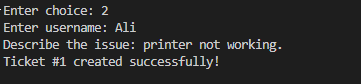 Enter choice: 2
Enter username: Ali
Describe the issue: printer not working.
Ticket #1 created successfully!